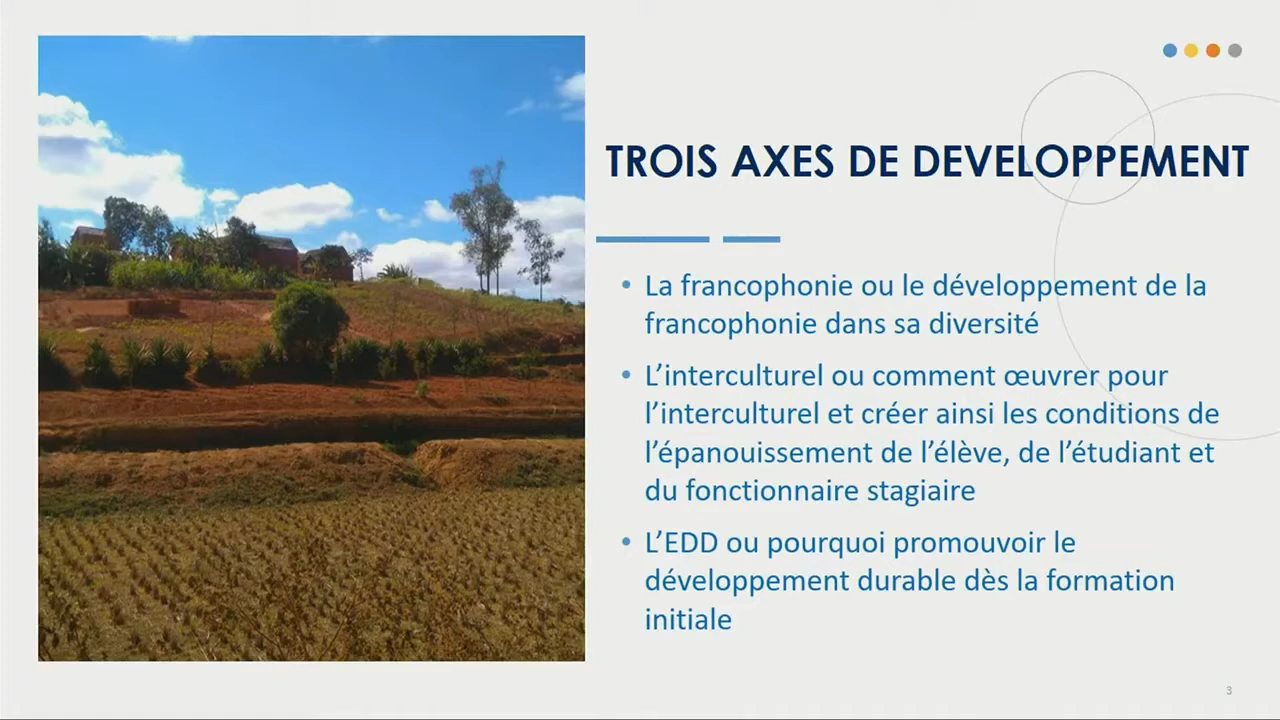 TROIS AXES DE DEVELOPPEMENT
• La francophonie ou le développement de la
francophonie dans sa diversité
• L’interculturel ou comment œuvrer pour
l’interculturel et créer ainsi les conditions de
l’épanouissement de l’élève, de l’étudiant et
du fonctionnaire stagiaire
• L’EDD ou pourquoi promouvoir le
développement durable dès la formation
initiale
3